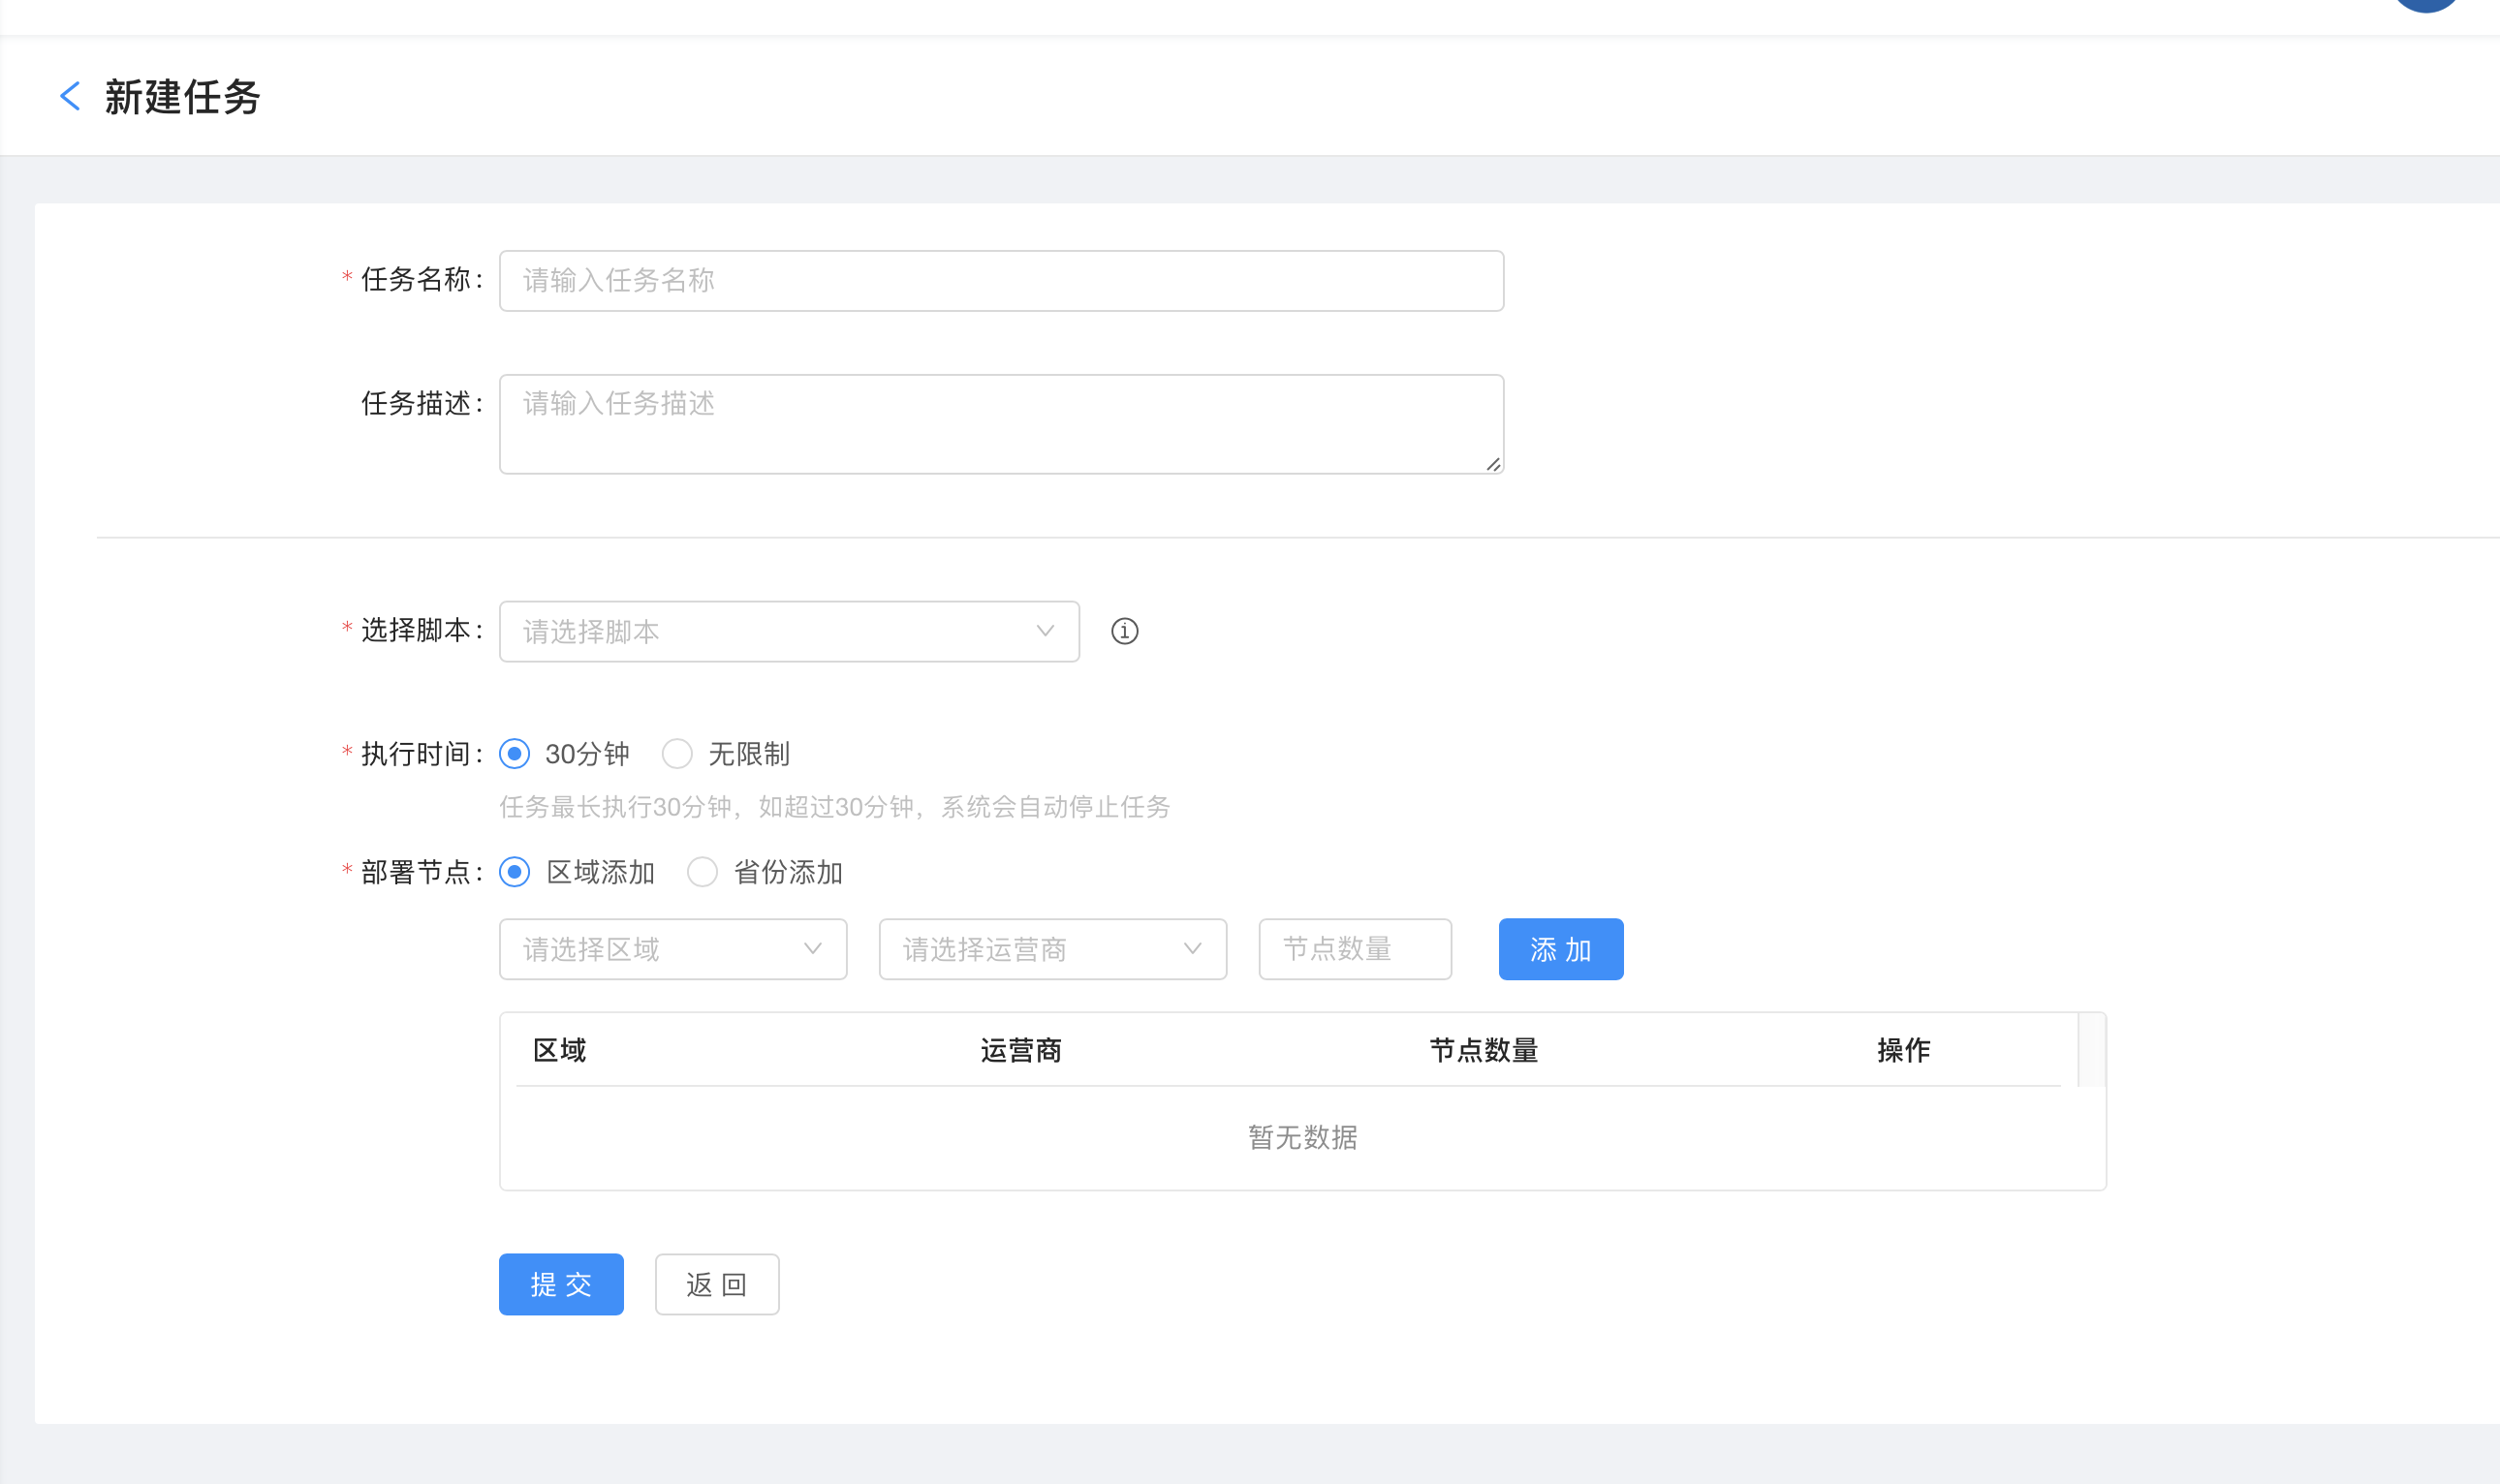 新建任务
* 任务名称: 请输入任务名称
任务描述: 请输入任务描述
* 选择脚本: 请选择脚本
* 执行时间: 30分钟 无限制
任务最长执行30分钟，如超过30分钟，系统会自动停止任务
* 部署节点: 区域添加 省份添加
请选择区域 请选择运营商 节点数量 添 加
区域 运营商 节点数量 操作
暂无数据
提 交 返 回